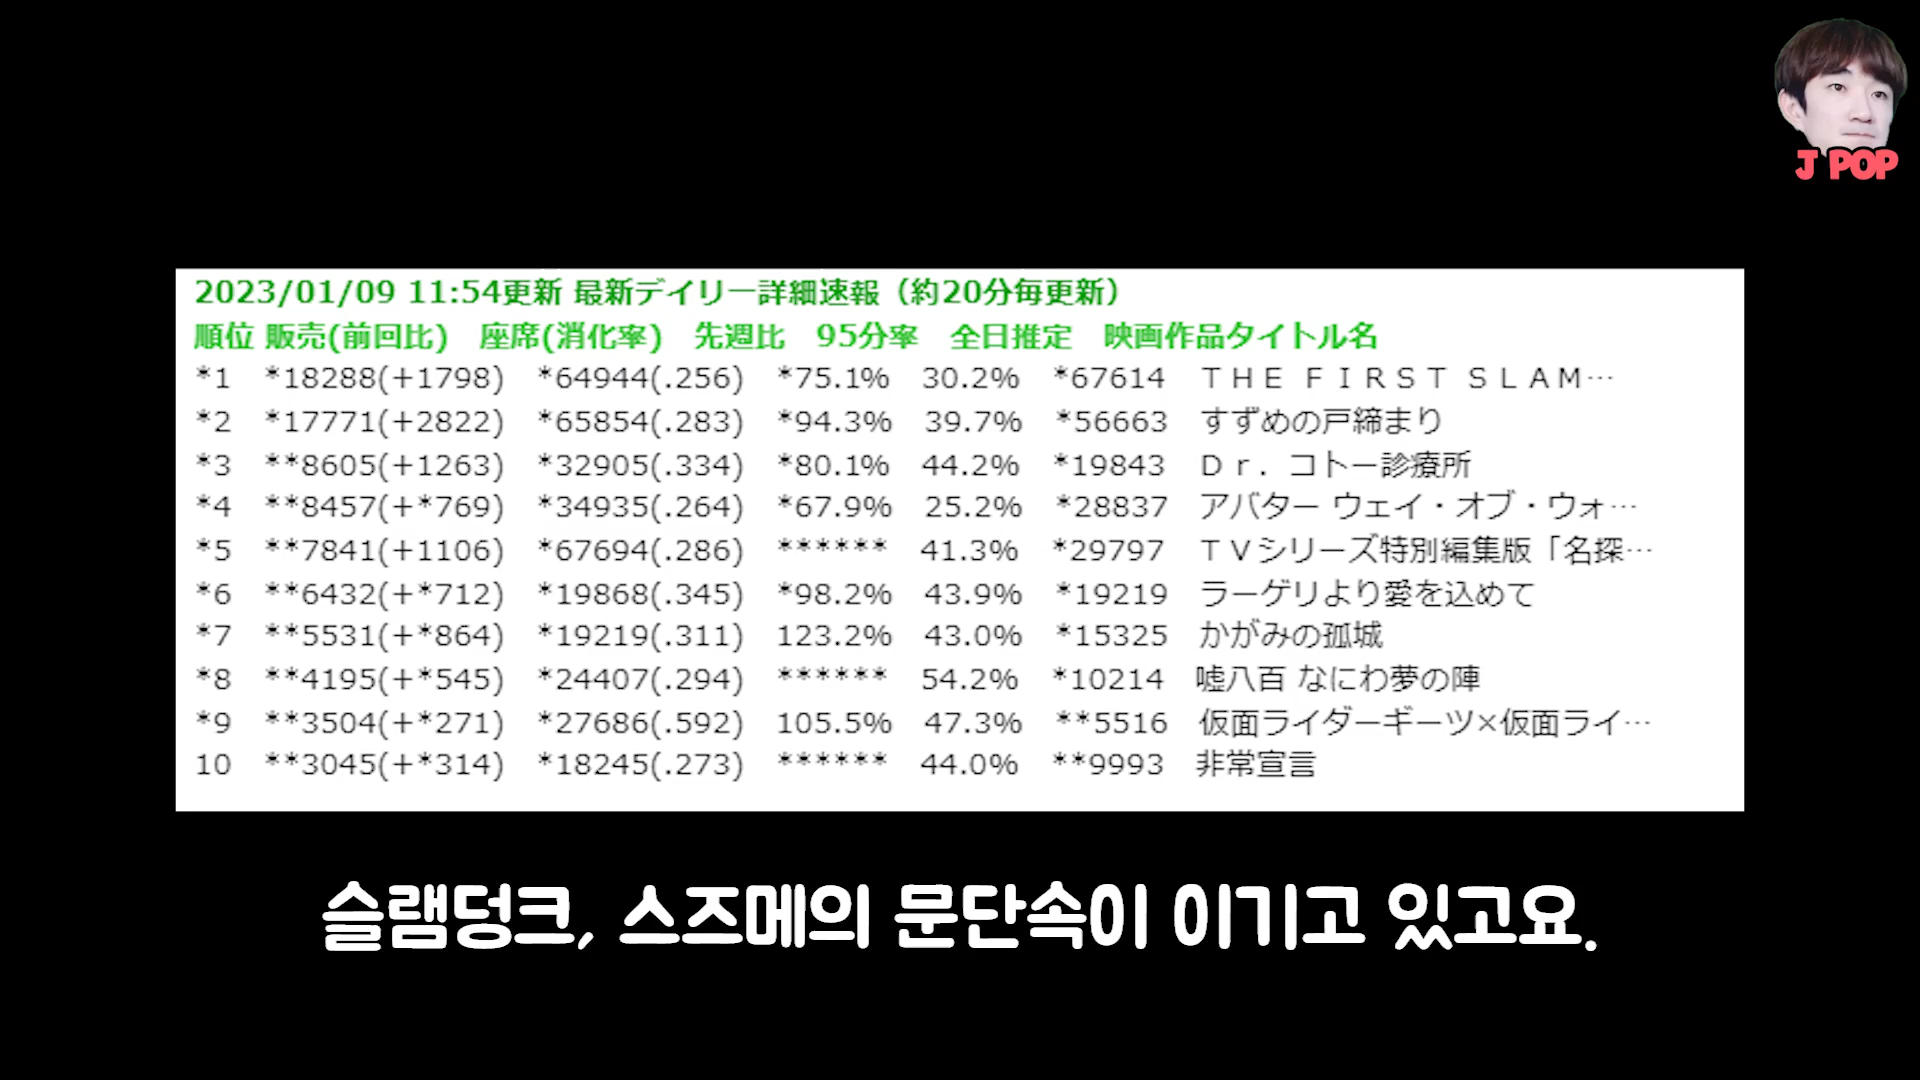 J POP
2023/01/09 11:54更新 最新デイリー詳細速報（約20分毎更新）
順位 販売(前回比) 座席(消化率) 先週比 95分率 全日推定 映画作品タイトル名
*1 *18288(+1798) *64944(.256) *75.1% 30.2% *67614 ＴＨＥ ＦＩＲＳＴ ＳＬＡＭ…
*2 *17771(+2822) *65854(.283) *94.3% 39.7% *56663 すずめの戸締まり
*3 **8605(+1263) *32905(.334) *80.1% 44.2% *19843 Ｄｒ．コトー診療所
*4 **8457(+*769) *34935(.264) *67.9% 25.2% *28837 アバター ウェイ・オブ・ウォ…
*5 **7841(+1106) *67694(.286) ****** 41.3% *29797 ＴＶシリーズ特別編集版「名探…
*6 **6432(+*712) *19868(.345) *98.2% 43.9% *19219 ラーゲリより愛を込めて
*7 **5531(+*864) *19219(.311) 123.2% 43.0% *15325 かがみの孤城
*8 **4195(+*545) *24407(.294) ****** 54.2% *10214 嘘八百 なにわ夢の陣
*9 **3504(+*271) *27686(.592) 105.5% 47.3% **5516 仮面ライダーギーツ×仮面ライ…
10 **3045(+*314) *18245(.273) ****** 44.0% **9993 非常宣言
슬램덩크, 스즈메의 문단속이 이기고 있고요.